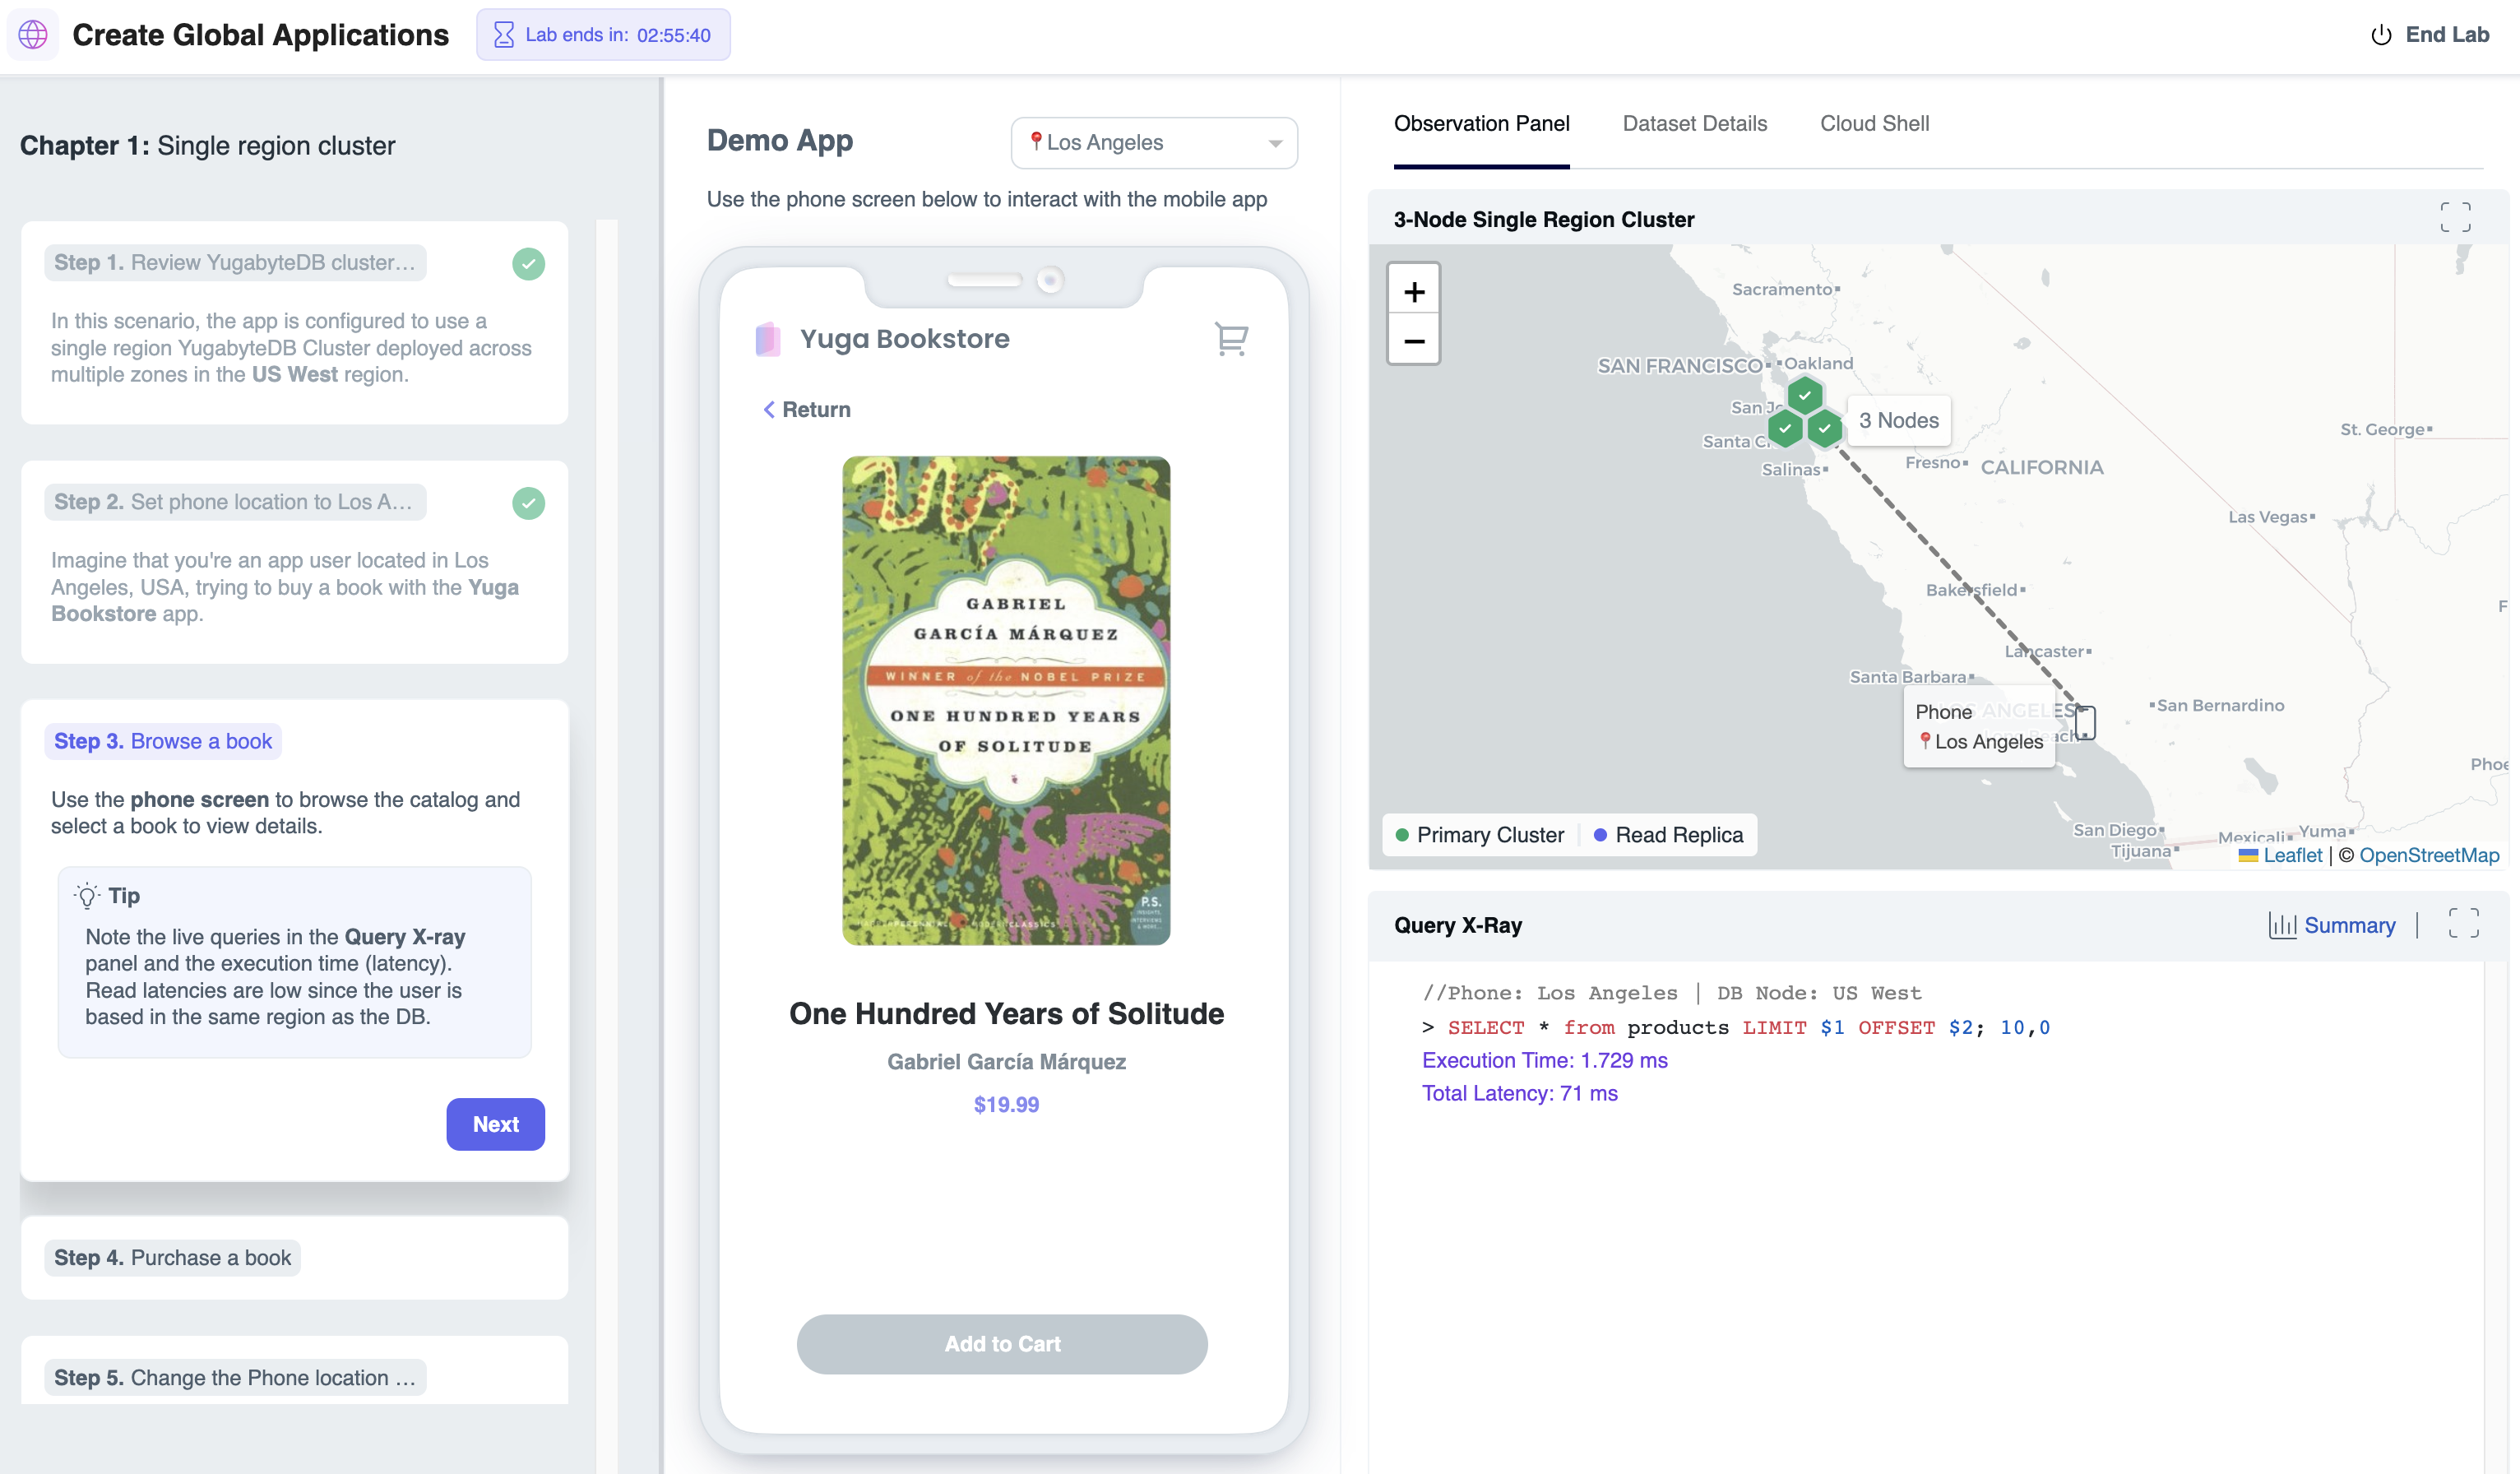 Create Global Applications
Lab ends in: 02:55:40
End Lab
Chapter 1: Single region cluster
Step 1. Review YugabyteDB cluster…
In this scenario, the app is configured to use a
single region YugabyteDB Cluster deployed across
multiple zones in the US West region.
Step 2. Set phone location to Los A…
Imagine that you're an app user located in Los
Angeles, USA, trying to buy a book with the Yuga
Bookstore app.
Step 3. Browse a book
Use the phone screen to browse the catalog and
select a book to view details.
Tip
Note the live queries in the Query X-ray
panel and the execution time (latency).
Read latencies are low since the user is
based in the same region as the DB.
Next
Step 4. Purchase a book
Step 5. Change the Phone location …
Demo App
Los Angeles
Use the phone screen below to interact with the mobile app
Yuga Bookstore
Return
GABRIEL
GARCÍA MÁRQUEZ
WINNER of the NOBEL PRIZE
ONE HUNDRED YEARS
OF SOLITUDE
P.S.
One Hundred Years of Solitude
Gabriel García Márquez
$19.99
Add to Cart
Observation Panel
Dataset Details
Cloud Shell
3-Node Single Region Cluster
+
−
Sacramento
SAN FRANCISCO
Oakland
San Jo
3 Nodes
Santa C
St. George
Salinas
Fresno
CALIFORNIA
Las Vegas
Bakersfield
Lancaster
Santa Barbara
San Bernardino
Phone
Los Angeles
Phoe
San Diego
Mexicali
Yuma
Tijuana
Primary Cluster
Read Replica
Leaflet | © OpenStreetMap
Query X-Ray
Summary
//Phone: Los Angeles | DB Node: US West
> SELECT * from products LIMIT $1 OFFSET $2; 10,0
Execution Time: 1.729 ms
Total Latency: 71 ms